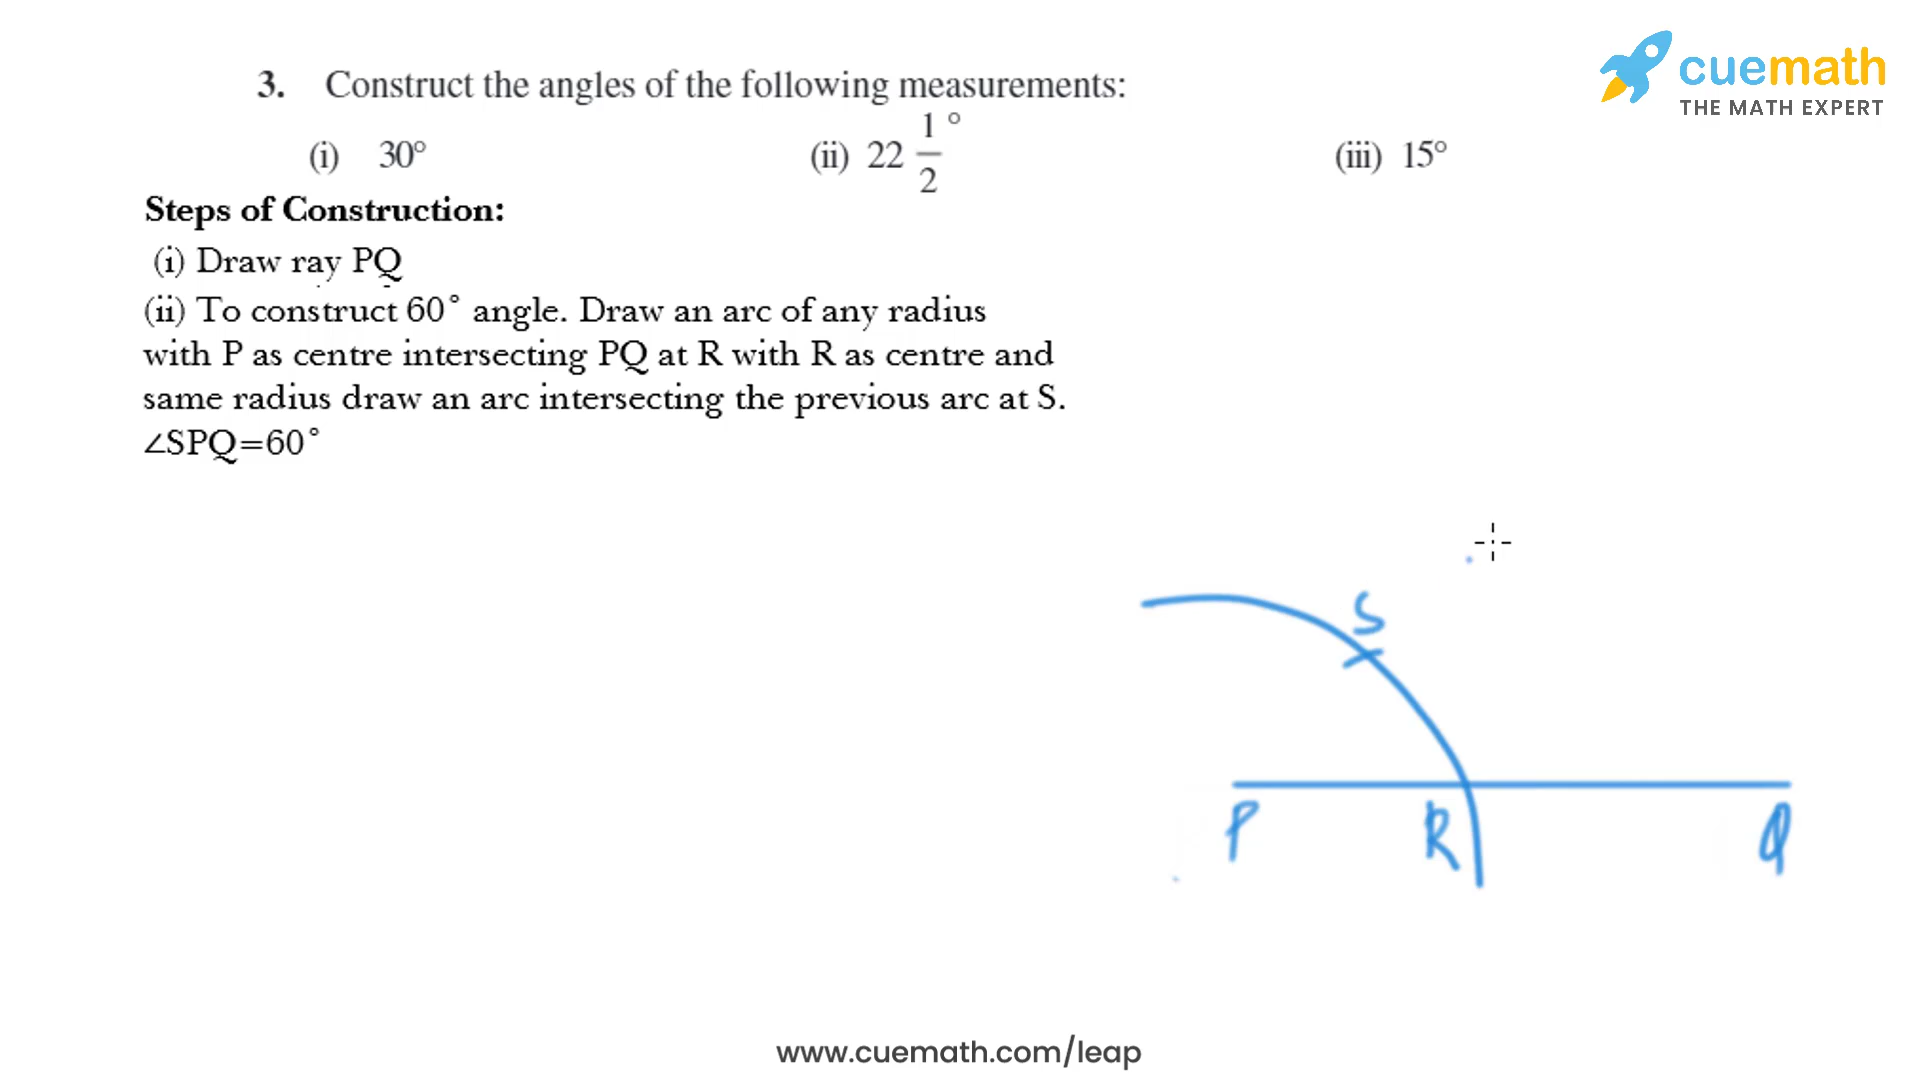 cuemath
THE MATH EXPERT
3. Construct the angles of the following measurements:
(i) 30° (ii) 22 1/2° (iii) 15°
Steps of Construction:
(i) Draw ray PQ
(ii) To construct 60° angle. Draw an arc of any radius
with P as centre intersecting PQ at R with R as centre and
same radius draw an arc intersecting the previous arc at S.
∠SPQ=60°
S
P R Q
www.cuemath.com/leap